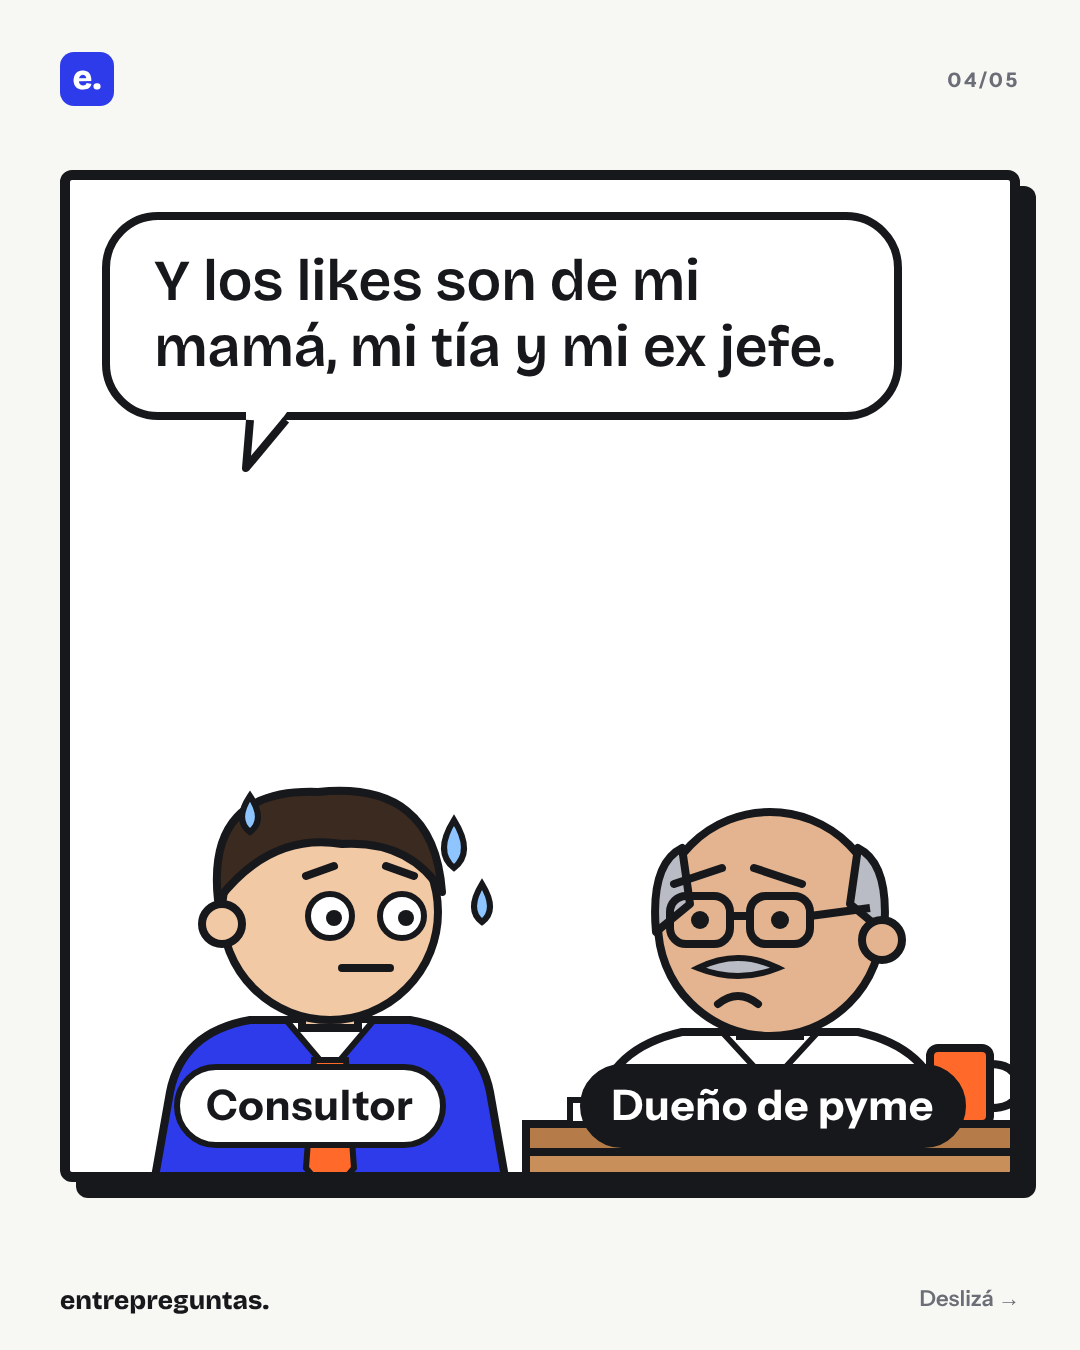 e.
04/05
Y los likes son de mi
mamá, mi tía y mi ex jefe.
Consultor
Dueño de pyme
entrepreguntas.
Deslizá →